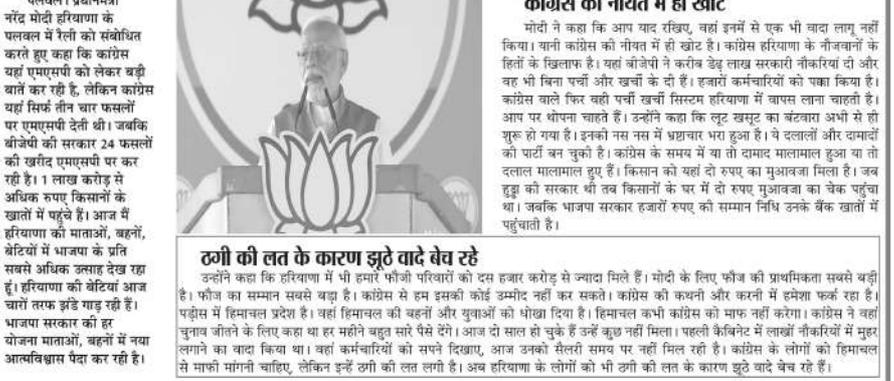 पलवल। प्रधानमंत्री
नरेंद्र मोदी हरियाणा के
पलवल में रैली को संबोधित
करते हुए कहा कि कांग्रेस
यहां एमएसपी को लेकर बड़ी
बातें कर रही है, लेकिन कांग्रेस
यहां सिर्फ तीन चार फसलों
पर एमएसपी देती थी। जबकि
बीजेपी की सरकार 24 फसलों
की खरीद एमएसपी पर कर
रही है। 1 लाख करोड़ से
अधिक रुपए किसानों के
खातों में पहुंचे हैं। आज मैं
हरियाणा की माताओं, बहनों,
बेटियों में भाजपा के प्रति
सबसे अधिक उत्साह देख रहा
हूं। हरियाणा की बेटियां आज
चारों तरफ झंडे गाड़ रही हैं।
भाजपा सरकार की हर
योजना माताओं, बहनों में नया
आत्मविश्वास पैदा कर रही है।
कांग्रेस की नीयत में ही खोट
मोदी ने कहा कि आप याद रखिए, वहां इनमें से एक भी वादा लागू नहीं
किया। यानी कांग्रेस की नीयत में ही खोट है। कांग्रेस हरियाणा के नौजवानों के
हितों के खिलाफ है। यहां बीजेपी ने करीब डेढ़ लाख सरकारी नौकरियां दी और
वह भी बिना पर्ची और खर्ची के दी हैं। हजारों कर्मचारियों को पक्का किया है।
कांग्रेस वाले फिर वही पर्ची खर्ची सिस्टम हरियाणा में वापस लाना चाहती है।
आप पर थोपना चाहते हैं। उन्होंने कहा कि लूट खसूट का बंटवारा अभी से ही
शुरू हो गया है। इनकी नस नस में भ्रष्टाचार भरा हुआ है। ये दलालों और दामादों
की पार्टी बन चुकी है। कांग्रेस के समय में या तो दामाद मालामाल हुआ या तो
दलाल मालामाल हुए हैं। किसान को यहां दो रुपए का मुआवजा मिला है। जब
हुड्डा की सरकार थी तब किसानों के घर में दो रुपए मुआवजा का चेक पहुंचा
था। जबकि भाजपा सरकार हजारों रुपए की सम्मान निधि उनके बैंक खातों में
पहुंचाती है।
ठगी की लत के कारण झूठे वादे बेच रहे
उन्होंने कहा कि हरियाणा में भी हमारे फौजी परिवारों को दस हजार करोड़ से ज्यादा मिले हैं। मोदी के लिए फौज की प्राथमिकता सबसे बड़ी
है। फौज का सम्मान सबसे बड़ा है। कांग्रेस से हम इसकी कोई उम्मीद नहीं कर सकते। कांग्रेस की कथनी और करनी में हमेशा फर्क रहा है।
पड़ोस में हिमाचल प्रदेश है। वहां हिमाचल की बहनों और युवाओं को धोखा दिया है। हिमाचल कभी कांग्रेस को माफ नहीं करेगा। कांग्रेस ने वहां
चुनाव जीतने के लिए कहा था हर महीने बहुत सारे पैसे देंगे। आज दो साल हो चुके हैं उन्हें कुछ नहीं मिला। पहली कैबिनेट में लाखों नौकरियों में मुहर
लगाने का वादा किया था। वहां कर्मचारियों को सपने दिखाए, आज उनको सैलरी समय पर नहीं मिल रही है। कांग्रेस के लोगों को हिमाचल
से माफी मांगनी चाहिए, लेकिन इन्हें ठगी की लत लगी है। अब हरियाणा के लोगों को भी ठगी की लत के कारण झूठे वादे बेच रहे हैं।